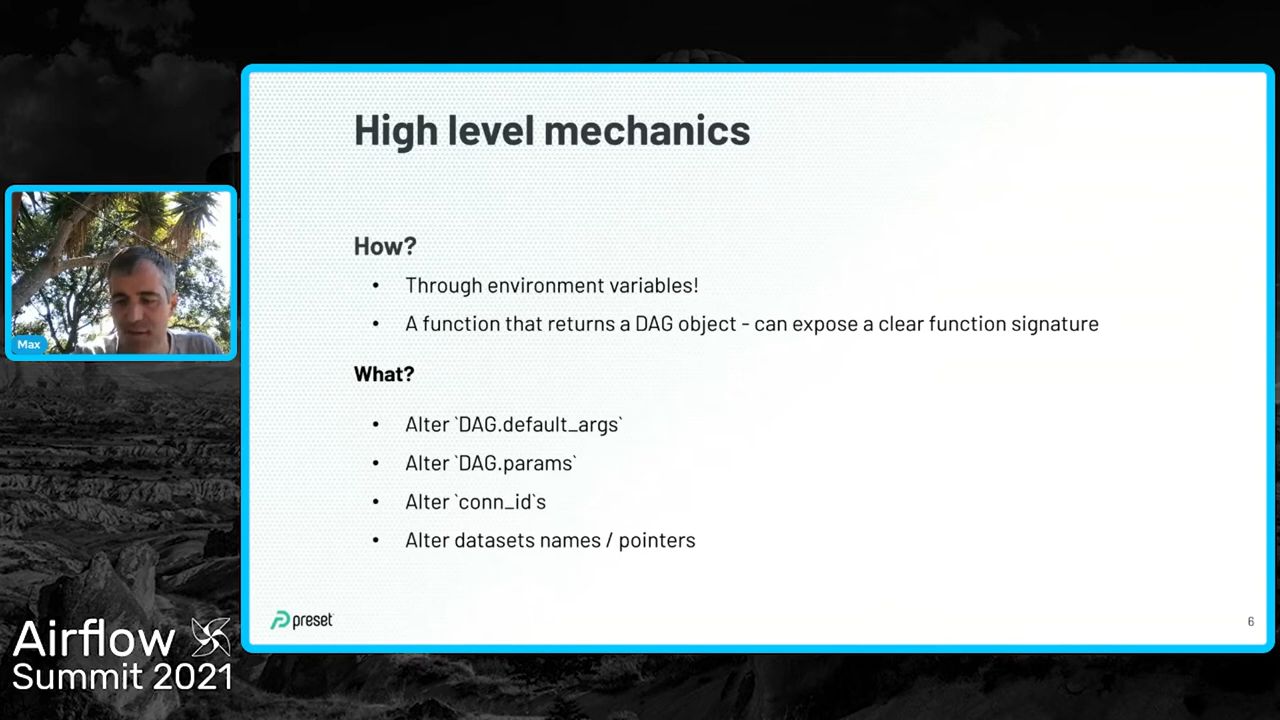 High level mechanics
How?
• Through environment variables!
• A function that returns a DAG object - can expose a clear function signature
What?
• Alter `DAG.default_args`
• Alter `DAG.params`
• Alter `conn_id`s
• Alter datasets names / pointers
preset
6
Max
Airflow
Summit 2021